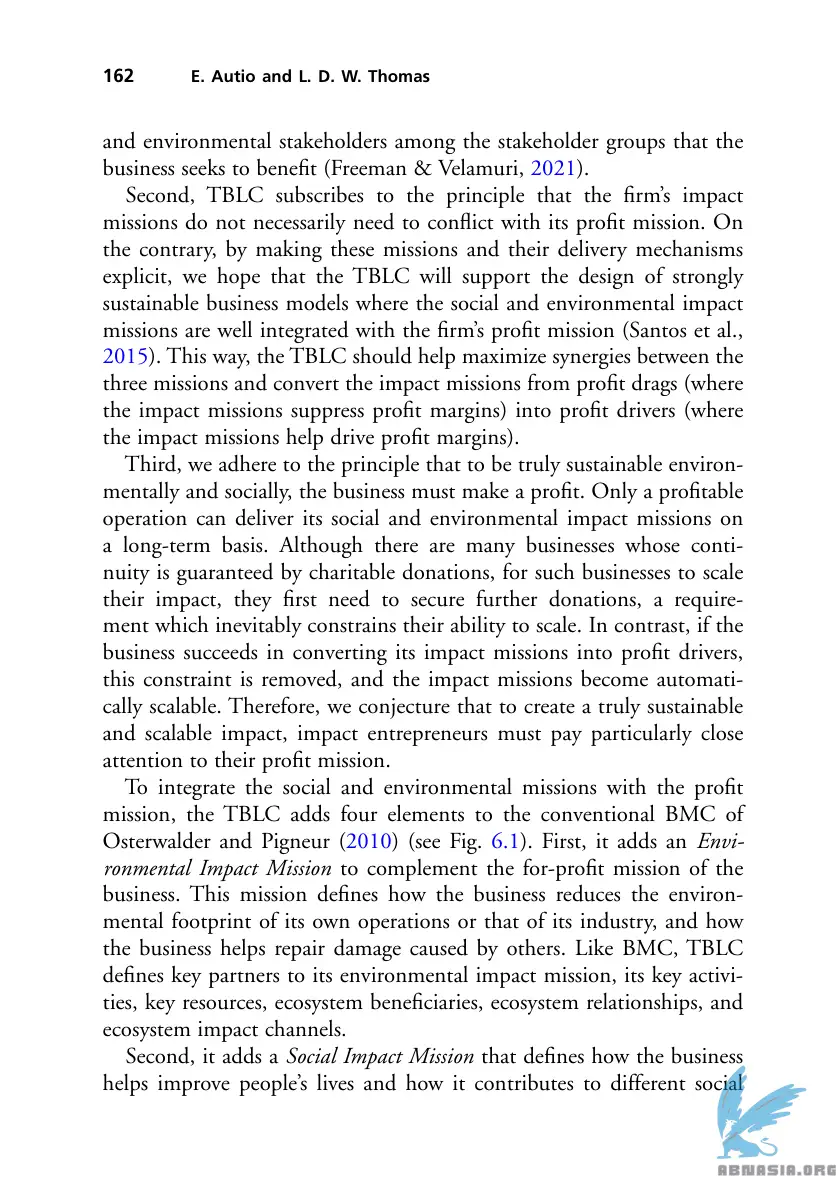 162 E. Autio and L. D. W. Thomas
and environmental stakeholders among the stakeholder groups that the
business seeks to benefit (Freeman & Velamuri, 2021).
Second, TBLC subscribes to the principle that the firm's impact
missions do not necessarily need to conflict with its profit mission. On
the contrary, by making these missions and their delivery mechanisms
explicit, we hope that the TBLC will support the design of strongly
sustainable business models where the social and environmental impact
missions are well integrated with the firm's profit mission (Santos et al.,
2015). This way, the TBLC should help maximize synergies between the
three missions and convert the impact missions from profit drags (where
the impact missions suppress profit margins) into profit drivers (where
the impact missions help drive profit margins).
Third, we adhere to the principle that to be truly sustainable environ-
mentally and socially, the business must make a profit. Only a profitable
operation can deliver its social and environmental impact missions on
a long-term basis. Although there are many businesses whose conti-
nuity is guaranteed by charitable donations, for such businesses to scale
their impact, they first need to secure further donations, a require-
ment which inevitably constrains their ability to scale. In contrast, if the
business succeeds in converting its impact missions into profit drivers,
this constraint is removed, and the impact missions become automati-
cally scalable. Therefore, we conjecture that to create a truly sustainable
and scalable impact, impact entrepreneurs must pay particularly close
attention to their profit mission.
To integrate the social and environmental missions with the profit
mission, the TBLC adds four elements to the conventional BMC of
Osterwalder and Pigneur (2010) (see Fig. 6.1). First, it adds an Envi-
ronmental Impact Mission to complement the for-profit mission of the
business. This mission defines how the business reduces the environ-
mental footprint of its own operations or that of its industry, and how
the business helps repair damage caused by others. Like BMC, TBLC
defines key partners to its environmental impact mission, its key activi-
ties, key resources, ecosystem beneficiaries, ecosystem relationships, and
ecosystem impact channels.
Second, it adds a Social Impact Mission that defines how the business
helps improve people's lives and how it contributes to different social
ABNASIA.ORG